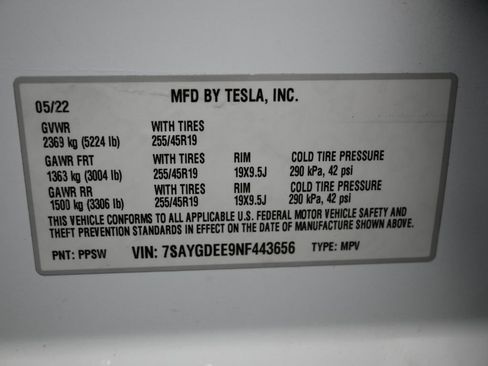 05/22 MFD BY TESLA, INC.
GVWR WITH TIRES
2369 kg (5224 lb) 255/45R19
GAWR FRT WITH TIRES RIM COLD TIRE PRESSURE
1363 kg (3004 lb) 255/45R19 19X9.5J 290 kPa, 42 psi
GAWR RR WITH TIRES RIM COLD TIRE PRESSURE
1500 kg (3306 lb) 255/45R19 19X9.5J 290 kPa, 42 psi
THIS VEHICLE CONFORMS TO ALL APPLICABLE U.S. FEDERAL MOTOR VEHICLE SAFETY AND
THEFT PREVENTION STANDARDS IN EFFECT ON THE DATE OF MANUFACTURE SHOWN ABOVE.
PNT: PPSW VIN: 7SAYGDEE9NF443656 TYPE: MPV